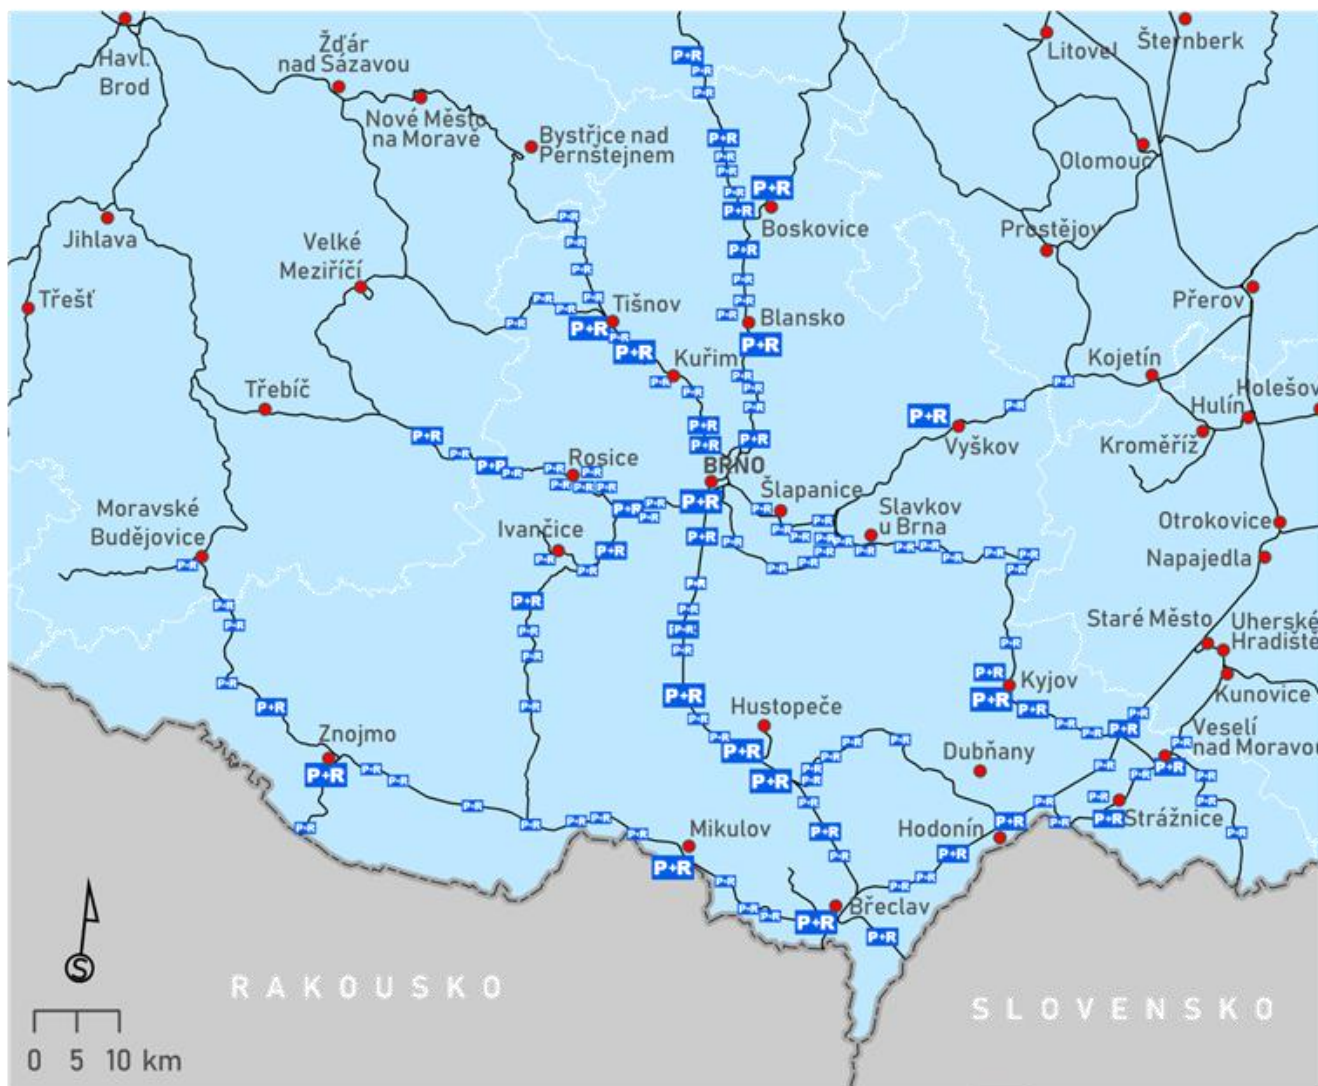 Havl.
Brod
Žďár
nad Sázavou
P+R
Litovel
Šternberk
Nové Město
na Moravě
Bystřice nad
Pernštejnem
P+R
Olomouc
P+R
P+R
Boskovice
Jihlava
Velké
Meziříčí
P+R
Prostějov
Třešť
Tišnov
P+R
P+R
Blansko
P+R
Přerov
Kuřim
Kojetín
Třebíč
Holešov
Hulín
P+R
P+R
P+R
P+R
P+R
Vyškov
Kroměříž
P+R
Rosice
BRNO
P+R
P+R
Šlapanice
Slavkov
u Brna
Moravské
Budějovice
Ivančice
P+R
P+R
Otrokovice
Napajedla
P+R
Staré Město
Uherské
Hradiště
P+R
P+R
Kyjov
P+R
P+R
Kunovice
P+R
P+R
Hustopeče
P+R
Veselí
nad Moravou
P+R
Znojmo
P+R
P+R
P+R
Dubňany
Strážnice
P+R
Mikulov
P+R
P+R
Hodonín
P+R
P+R
Břeclav
P+R
P+R
S
RAKOUSKO
SLOVENSKO
0 5 10 km